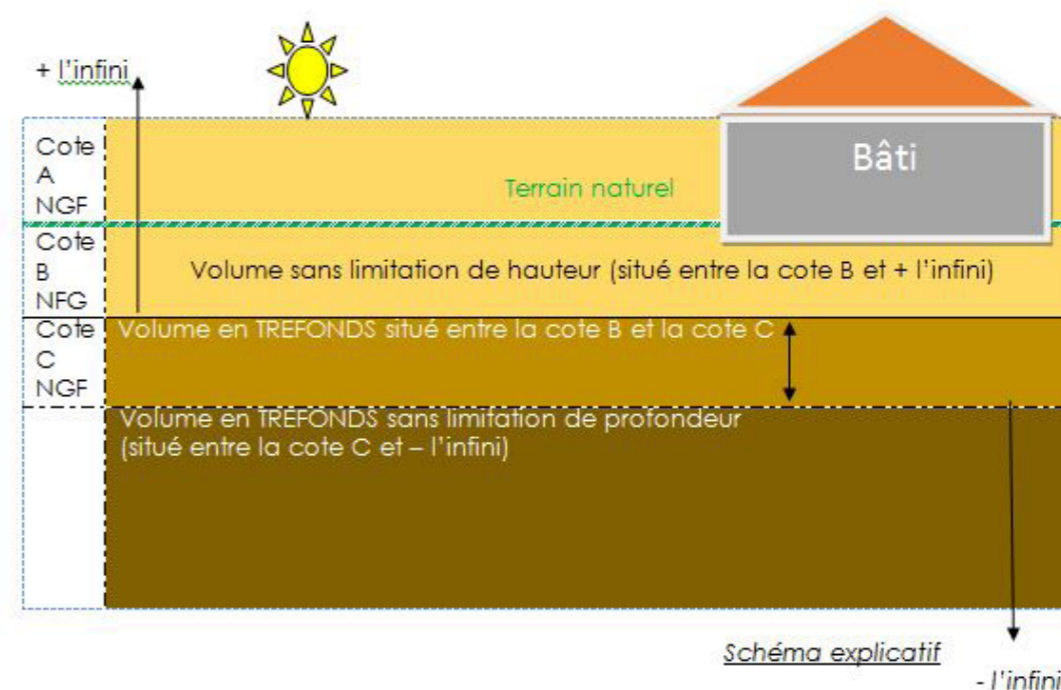 + l'infini
Cote
A
NGF
Bâti
Terrain naturel
Cote
B
NFG
Volume sans limitation de hauteur (situé entre la cote B et + l'infini)
Cote
C
NGF
Volume en TREFONDS situé entre la cote B et la cote C
Volume en TREFONDS sans limitation de profondeur
(situé entre la cote C et – l'infini)
Schéma explicatif
- l'infini